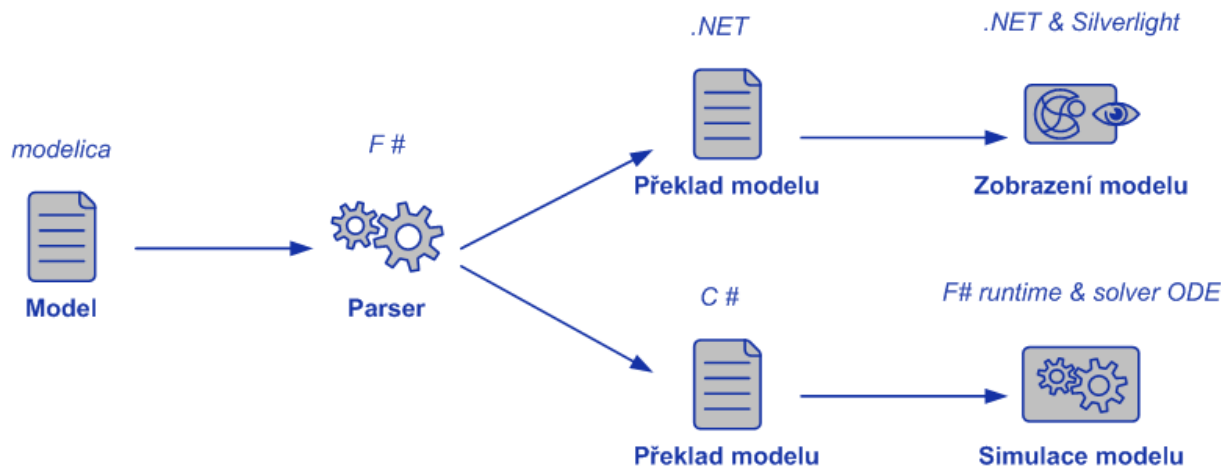 .NET
.NET & Silverlight
modelica
F #
Překlad modelu
Zobrazení modelu
Model
Parser
C #
F# runtime & solver ODE
Překlad modelu
Simulace modelu